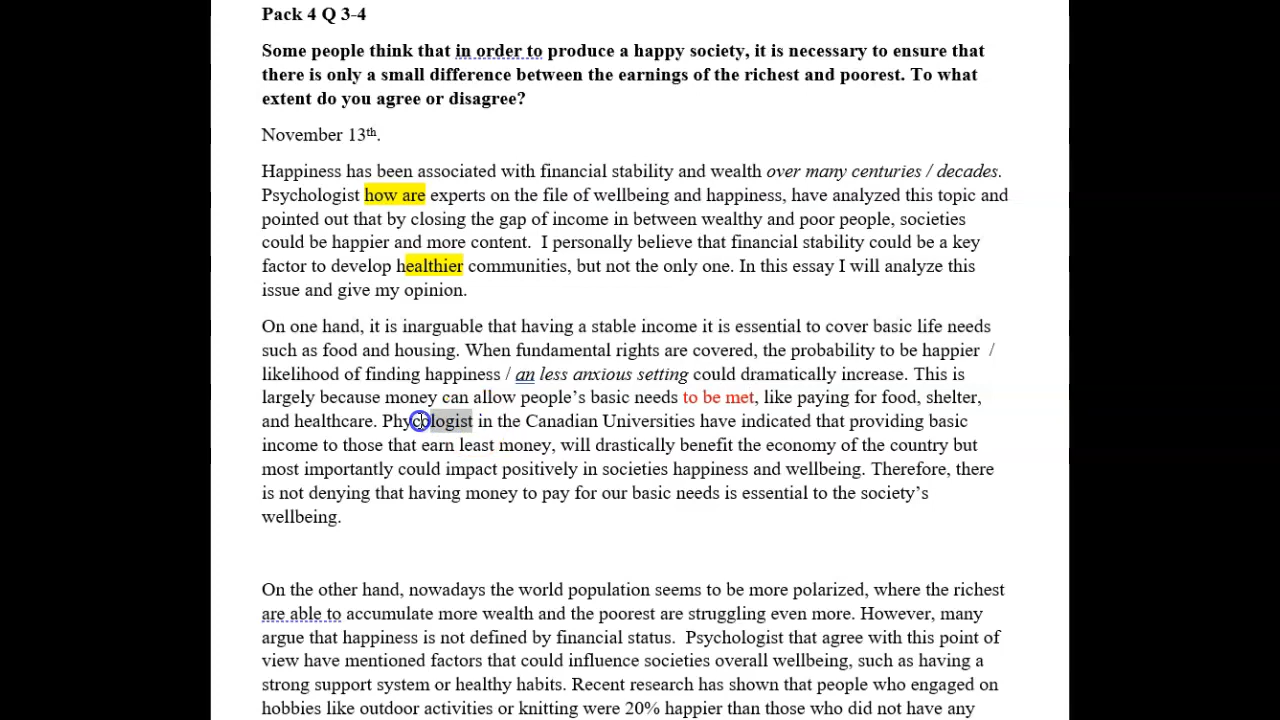 Pack 4 Q 3-4
Some people think that in order to produce a happy society, it is necessary to ensure that
there is only a small difference between the earnings of the richest and poorest. To what
extent do you agree or disagree?
November 13th.
Happiness has been associated with financial stability and wealth over many centuries / decades.
Psychologist how are experts on the file of wellbeing and happiness, have analyzed this topic and
pointed out that by closing the gap of income in between wealthy and poor people, societies
could be happier and more content.  I personally believe that financial stability could be a key
factor to develop healthier communities, but not the only one. In this essay I will analyze this
issue and give my opinion.
On one hand, it is inarguable that having a stable income it is essential to cover basic life needs
such as food and housing. When fundamental rights are covered, the probability to be happier  /
likelihood of finding happiness / an less anxious setting could dramatically increase. This is
largely because money can allow people’s basic needs to be met, like paying for food, shelter,
and healthcare. Phycologist in the Canadian Universities have indicated that providing basic
income to those that earn least money, will drastically benefit the economy of the country but
most importantly could impact positively in societies happiness and wellbeing. Therefore, there
is not denying that having money to pay for our basic needs is essential to the society’s
wellbeing.
On the other hand, nowadays the world population seems to be more polarized, where the richest
are able to accumulate more wealth and the poorest are struggling even more. However, many
argue that happiness is not defined by financial status.  Psychologist that agree with this point of
view have mentioned factors that could influence societies overall wellbeing, such as having a
strong support system or healthy habits. Recent research has shown that people who engaged on
hobbies like outdoor activities or knitting were 20% happier than those who did not have any